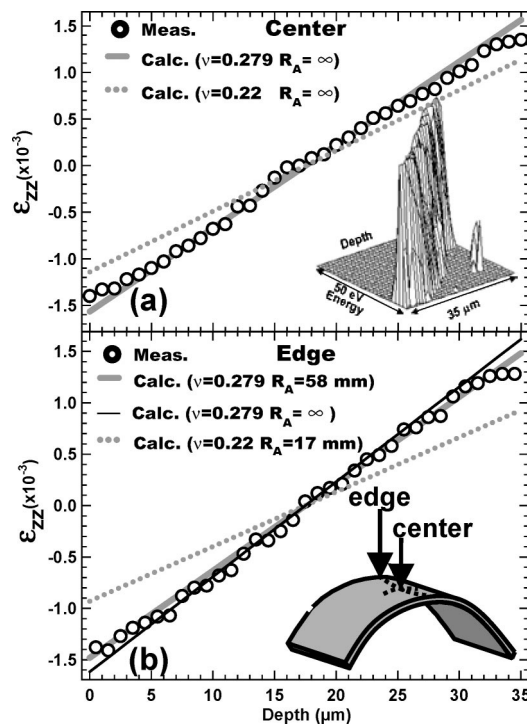 1.5
1.0
0.5
0.0
-0.5
-1.0
-1.5
εzz(x10⁻³)
Meas. Center
Calc. (ν=0.279 R_A= ∞)
Calc. (ν=0.22 R_A= ∞)
Depth
50 eV
Energy
35 µm
(a)
1.5
1.0
0.5
0.0
-0.5
-1.0
-1.5
εzz(x10⁻³)
Meas. Edge
Calc. (ν=0.279 R_A=58 mm)
Calc. (ν=0.279 R_A= ∞ )
Calc. (ν=0.22 R_A=17 mm)
edge
center
(b)
0 5 10 15 20 25 30 35
Depth (µm)